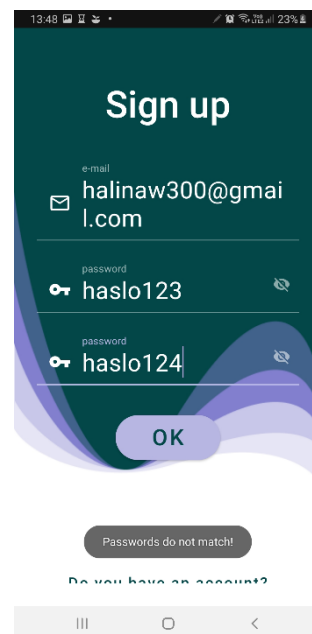 13:48 23%
Sign up
e-mail
halinaw300@gmai
l.com
password
haslo123
password
haslo124
OK
Passwords do not match!
Do you have an account?